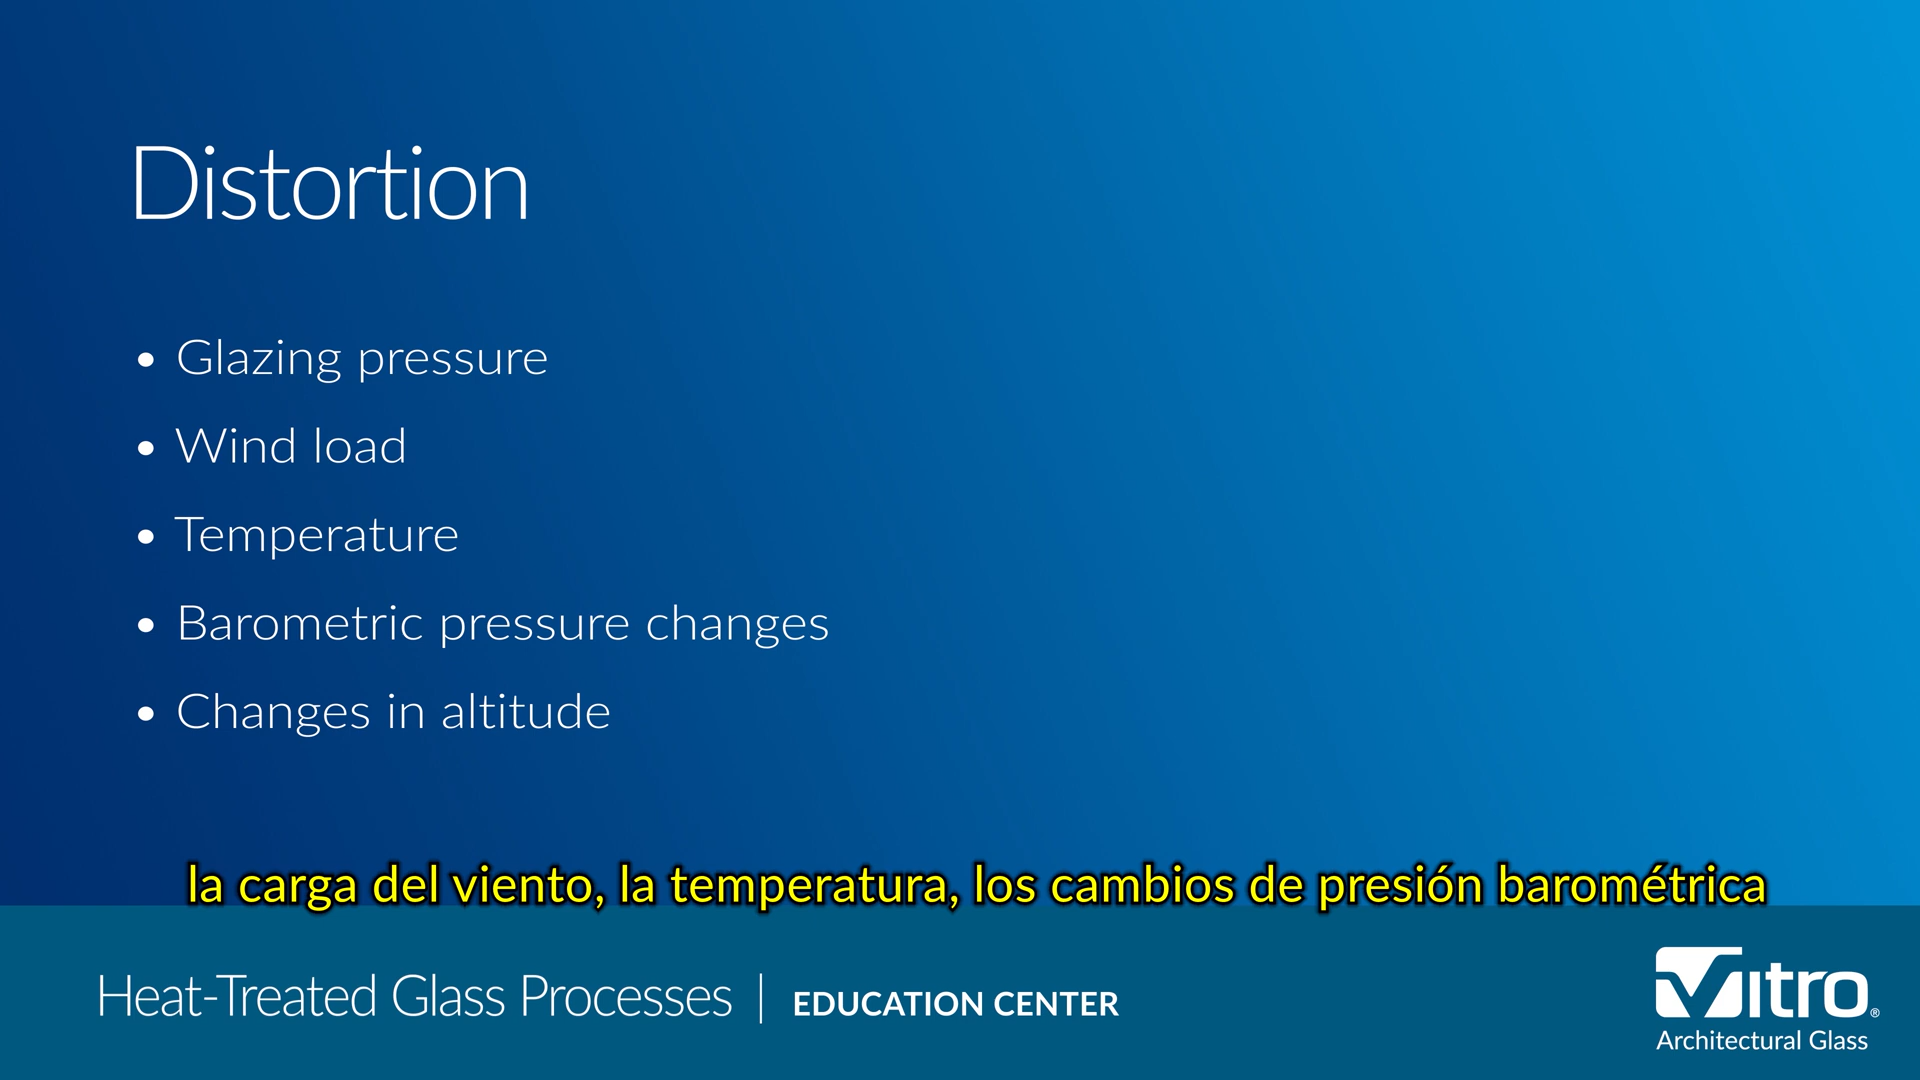 Distortion
• Glazing pressure
• Wind load
• Temperature
• Barometric pressure changes
• Changes in altitude
la carga del viento, la temperatura, los cambios de presión barométrica
Heat-Treated Glass Processes | EDUCATION CENTER
Vitro®
Architectural Glass